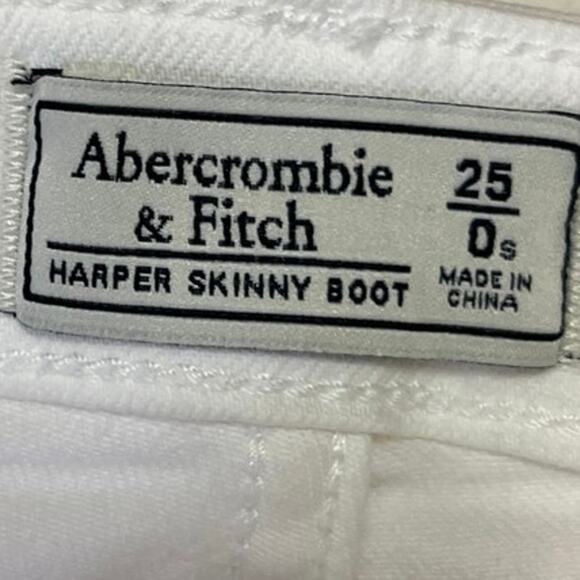 Abercrombie
& Fitch
HARPER SKINNY BOOT
25
0s
MADE IN
CHINA